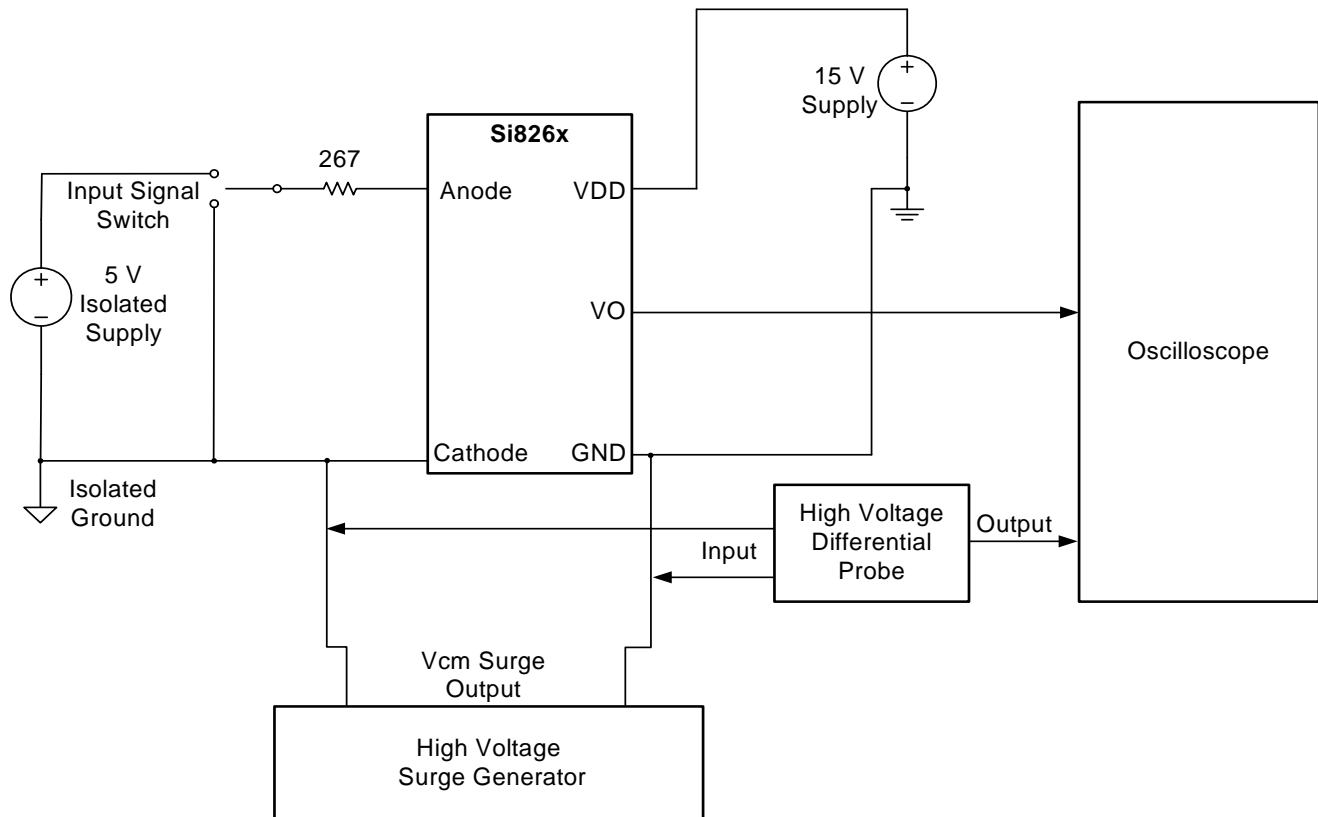 15 V
Supply
Si826x
267
Input Signal
Switch
Anode
VDD
5 V
Isolated
Supply
+
−
+
−
VO
Oscilloscope
Cathode
GND
Isolated
Ground
High Voltage
Differential
Probe
Input
Output
Vcm Surge
Output
High Voltage
Surge Generator